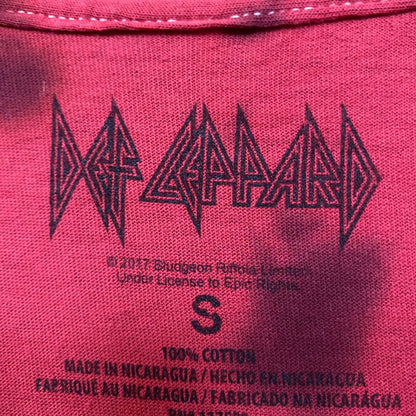 DEF LEPPARD
© 2017 Bludgeon Riffola Limited.
Under License to Epic Rights.
S
100% COTTON
MADE IN NICARAGUA / HECHO EN NICARAGUA
FABRIQUÉ AU NICARAGUA / FABRICADO NA NICARÁGUA